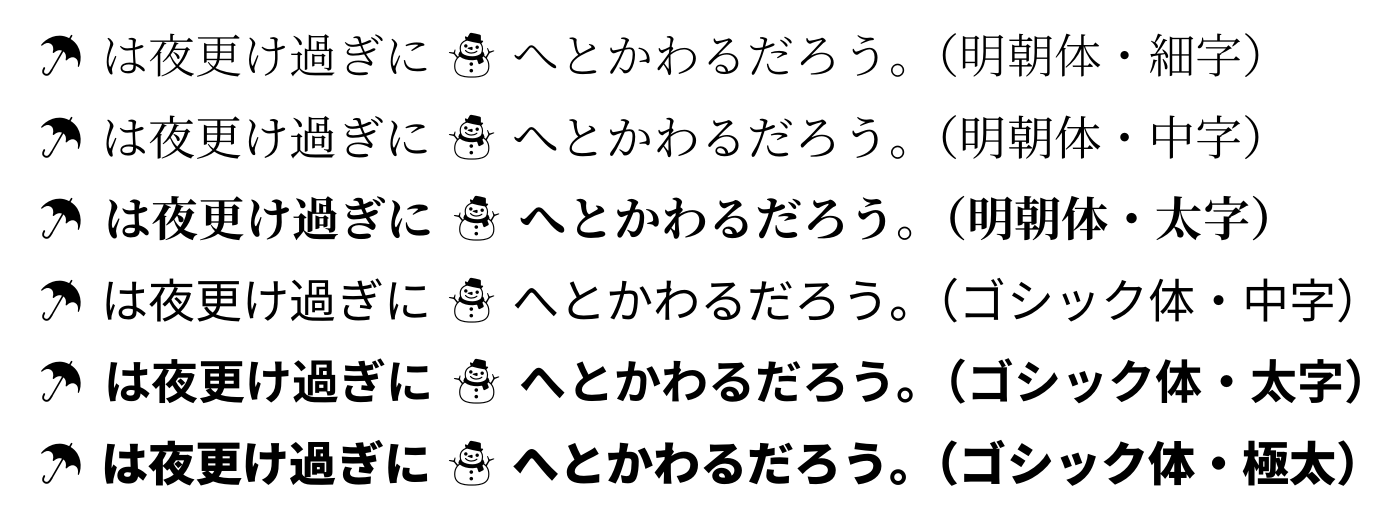 ☂ は夜更け過ぎに ☃ へとかわるだろう。（明朝体・細字）
☂ は夜更け過ぎに ☃ へとかわるだろう。（明朝体・中字）
☂ は夜更け過ぎに ☃ へとかわるだろう。（明朝体・太字）
☂ は夜更け過ぎに ☃ へとかわるだろう。（ゴシック体・中字）
☂ は夜更け過ぎに ☃ へとかわるだろう。（ゴシック体・太字）
☂ は夜更け過ぎに ☃ へとかわるだろう。（ゴシック体・極太）